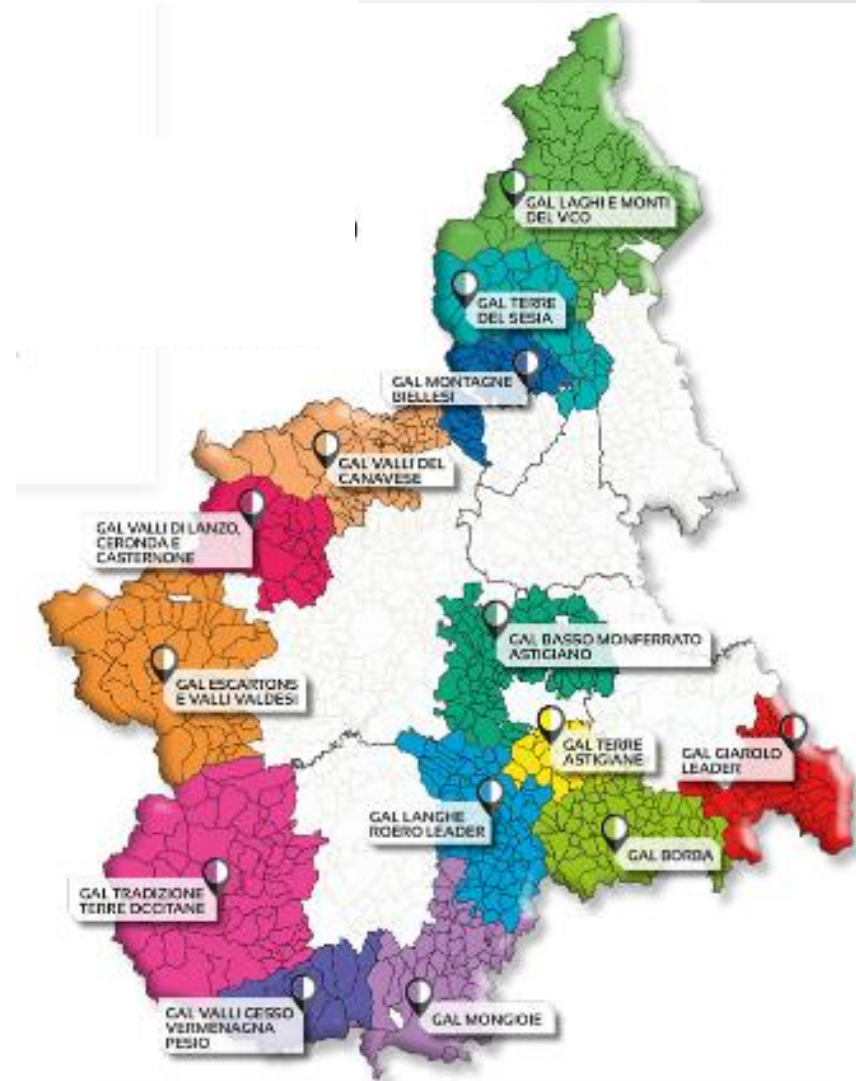 GAL LAGHI E MONTI
DEL VCO
GAL TERRE
DEL SESIA
GAL MONTAGNE
BIELLESI
GAL VALLI DEL
CANAVESE
GAL VALLI DI LANZO,
CERONDA E
CASTERNONE
GAL BASSO MONFERRATO
ASTIGIANO
GAL ESCARTONS
E VALLI VALDESI
GAL TERRE
ASTIGIANE
GAL GIAROLO
LEADER
GAL LANGHE
ROERO LEADER
GAL BORBA
GAL TRADIZIONE
TERRE OCCITANE
GAL VALLI GESSO
VERMENAGNA
PESIO
GAL MONGIOIE